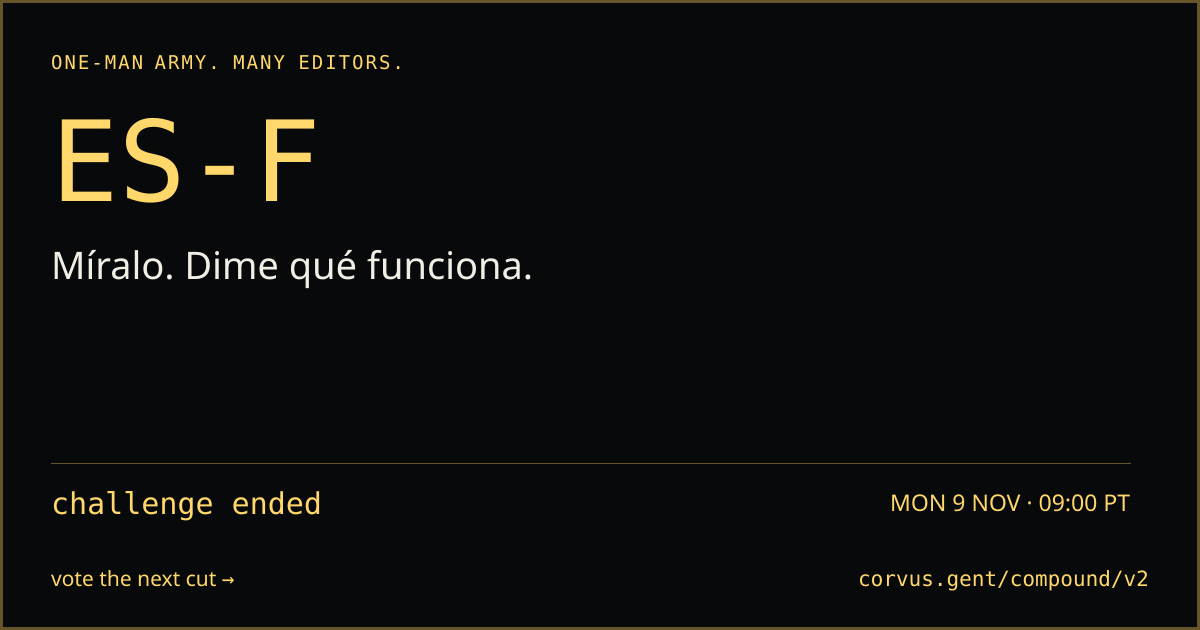 ONE-MAN ARMY. MANY EDITORS.
ES-F
Míralo. Dime qué funciona.
challenge ended
MON 9 NOV · 09:00 PT
vote the next cut →
corvus.gent/compound/v2